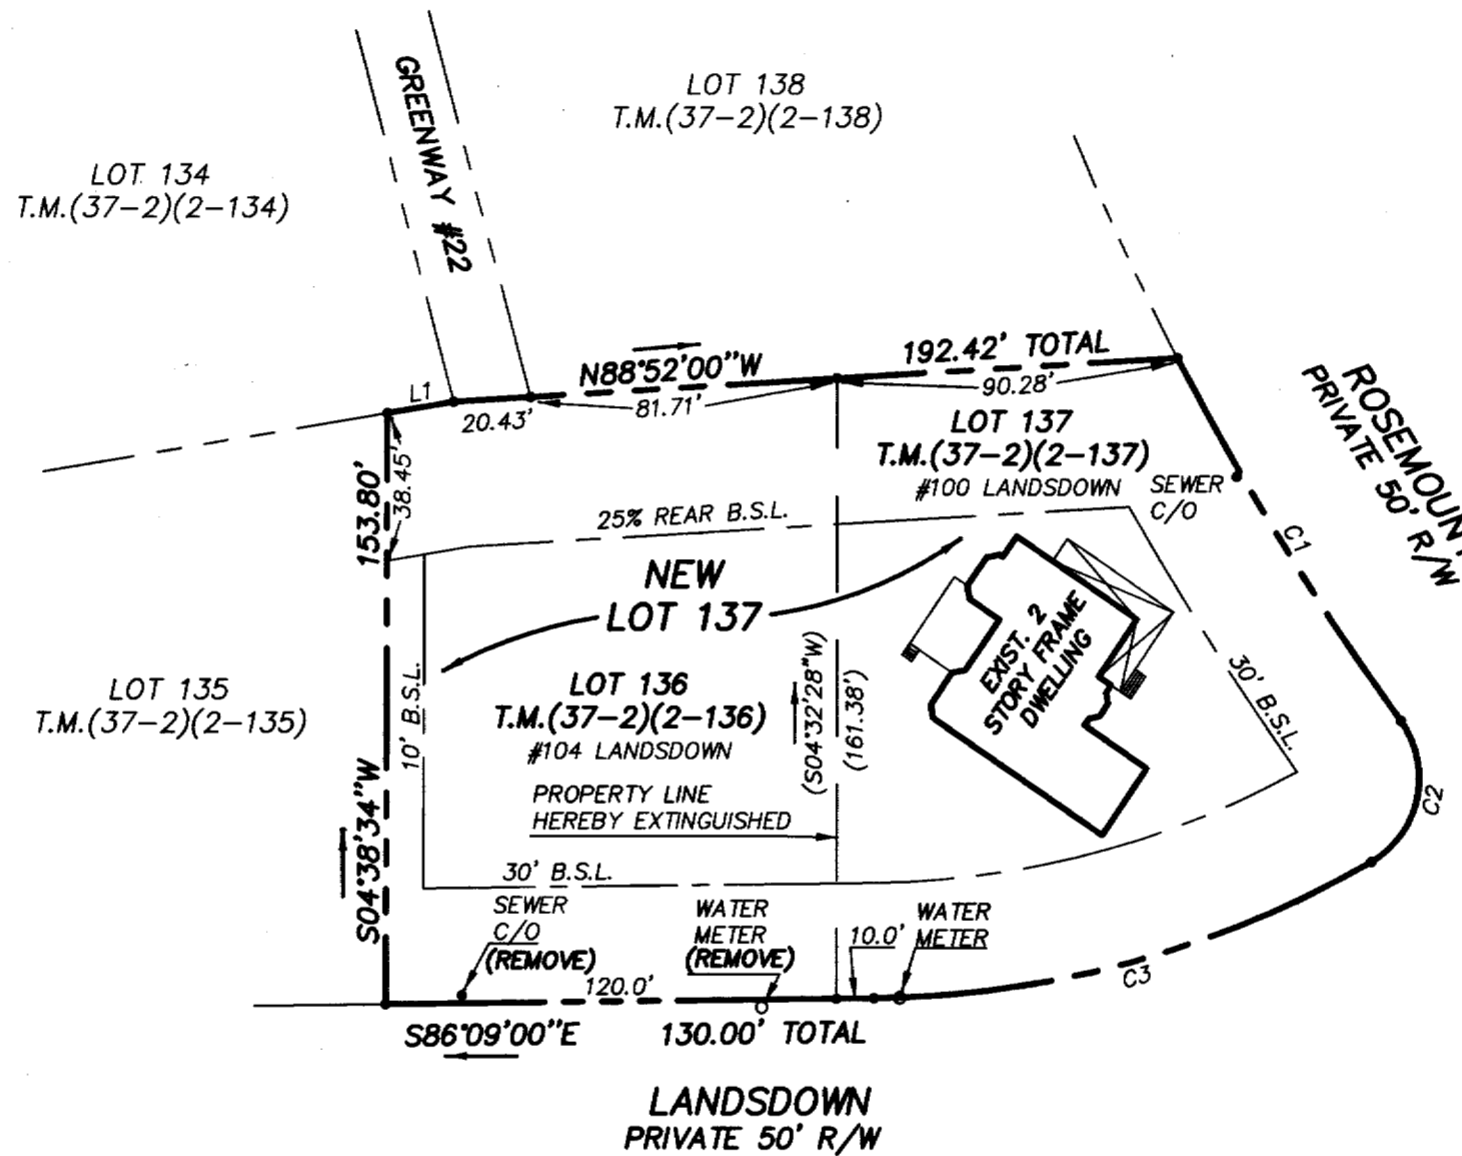 LOT 138
T.M.(37-2)(2-138)
GREENWAY #22
LOT 134
T.M.(37-2)(2-134)
N88°52'00"W
192.42' TOTAL
L1
20.43'
81.71'
90.28'
ROSEMOUNT
PRIVATE 50' R/W
LOT 137
T.M.(37-2)(2-137)
#100 LANDSDOWN
SEWER
C/O
153.80'
38.45'
25% REAR B.S.L.
C1
NEW
LOT 137
EXIST. 2
STORY FRAME
DWELLING
LOT 135
T.M.(37-2)(2-135)
10' B.S.L.
LOT 136
T.M.(37-2)(2-136)
#104 LANDSDOWN
(S04°32'28"W)
(161.38')
30' B.S.L.
PROPERTY LINE
HEREBY EXTINGUISHED
C2
S04°38'34"W
30' B.S.L.
SEWER
C/O
(REMOVE)
WATER
METER
(REMOVE)
10.0'
WATER
METER
120.0'
C3
S86°09'00"E
130.00' TOTAL
LANDSDOWN
PRIVATE 50' R/W